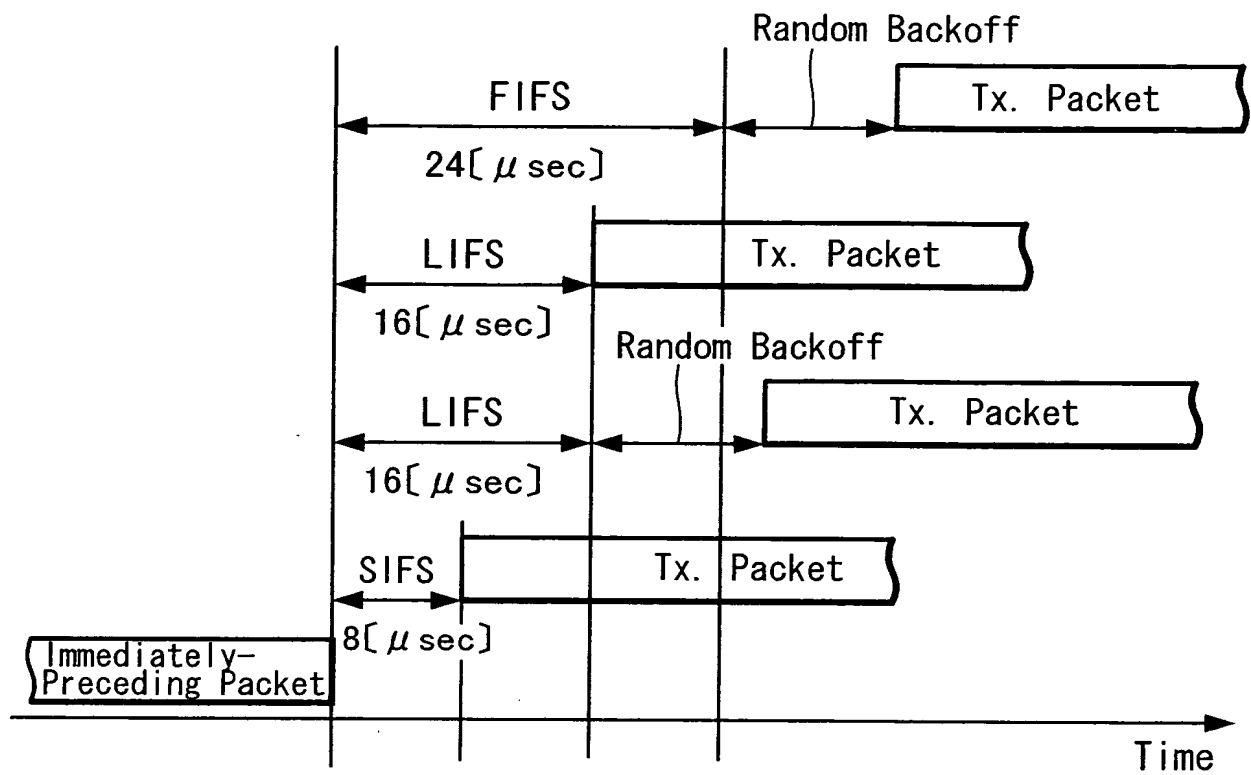 Random Backoff
FIFS
Tx. Packet
24[μsec]
LIFS
Tx. Packet
16[μsec]
Random Backoff
LIFS
Tx. Packet
16[μsec]
SIFS
Tx. Packet
8[μsec]
Immediately-
Preceding Packet
Time